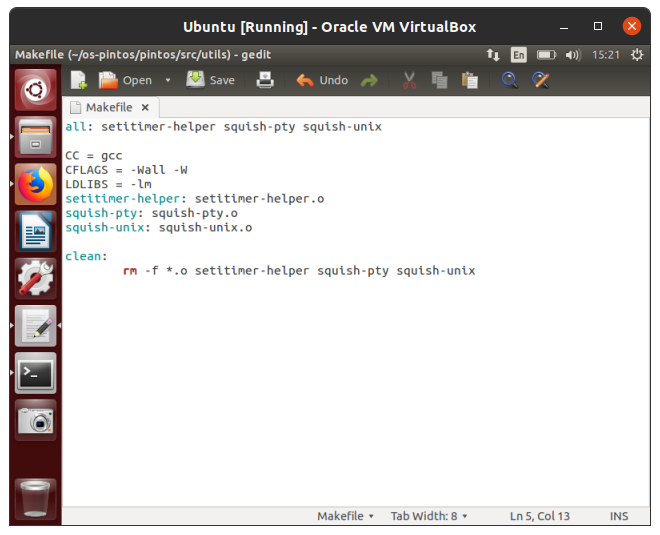 Ubuntu [Running] - Oracle VM VirtualBox
Makefile (~/os-pintos/pintos/src/utils) - gedit
En
15:21
Open
Save
Undo
Makefile
all: setitimer-helper squish-pty squish-unix
CC = gcc
CFLAGS = -Wall -W
LDLIBS = -lm
setitimer-helper: setitimer-helper.o
squish-pty: squish-pty.o
squish-unix: squish-unix.o
clean:
rm -f *.o setitimer-helper squish-pty squish-unix
Makefile
Tab Width: 8
Ln 5, Col 13
INS